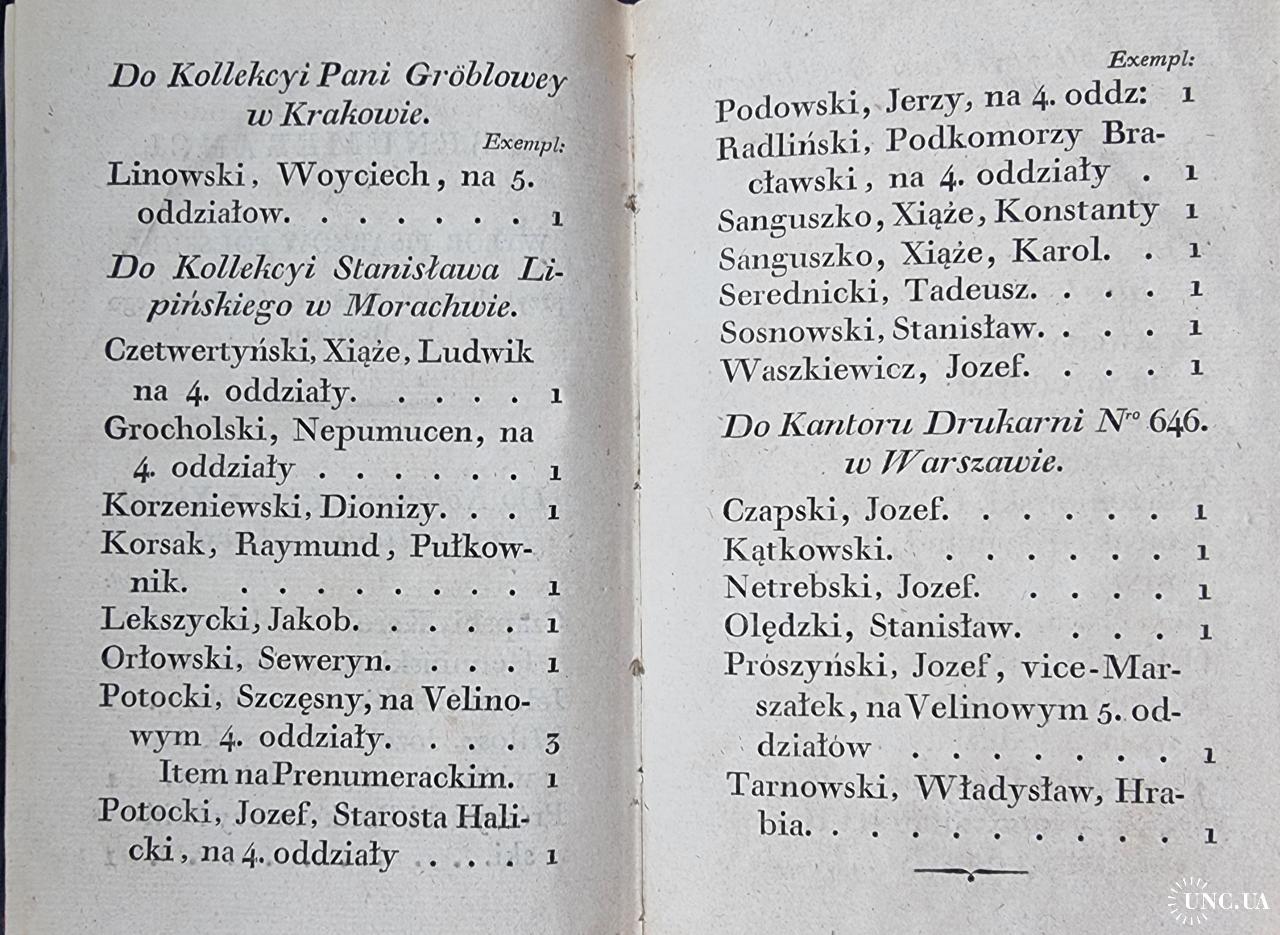 Do Kollekcyi Pani Gröblowey
w Krakowie.
Exempl:
Linowski, Woyciech, na 5.
oddziałow. . . . . . . 1
Do Kollekcyi Stanisława Li-
pińskiego w Morachwie.
Czetwertyński, Xiąże, Ludwik
na 4. oddziały. . . . . . 1
Grocholski, Nepumucen, na
4. oddziały . . . . . . 1
Korzeniewski, Dionizy. . . 1
Korsak, Raymund, Pułkow-
nik. . . . . . . . . 1
Lekszycki, Jakob. . . . . 1
Orłowski, Seweryn. . . . 1
Potocki, Szczęsny, na Velino-
wym 4. oddziały. . . . . 3
Item na Prenumerackim. 1
Potocki, Jozef, Starosta Hali-
cki, na 4. oddziały . . . . 1
Exempl:
Podowski, Jerzy, na 4. oddz: 1
Radliński, Podkomorzy Bra-
cławski, na 4. oddziały . 1
Sanguszko, Xiąże, Konstanty 1
Sanguszko, Xiąże, Karol. . 1
Serednicki, Tadeusz. . . . 1
Sosnowski, Stanisław. . . . 1
Waszkiewicz, Jozef. . . . 1
Do Kantoru Drukarni Nro 646.
w Warszawie.
Czapski, Jozef. . . . . . 1
Kątkowski. . . . . . . 1
Netrebski, Jozef. . . . . 1
Olędzki, Stanisław. . . . 1
Prószyński, Jozef, vice-Mar-
szałek, na Velinowym 5. od-
działów . . . . . . . 1
Tarnowski, Władysław, Hra-
bia. . . . . . . . . . 1
UNC.UA